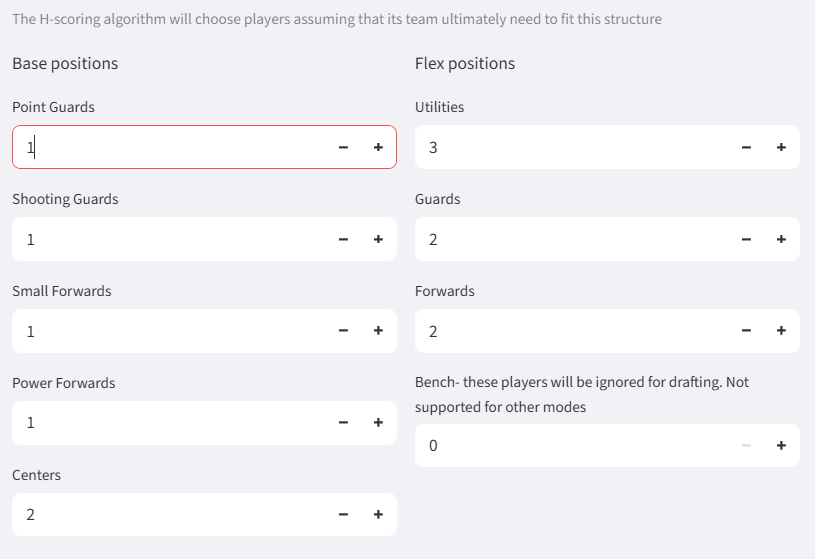 The H-scoring algorithm will choose players assuming that its team ultimately need to fit this structure
Base positions
Point Guards
1
Shooting Guards
1
Small Forwards
1
Power Forwards
1
Centers
2
Flex positions
Utilities
3
Guards
2
Forwards
2
Bench- these players will be ignored for drafting. Not
supported for other modes
0